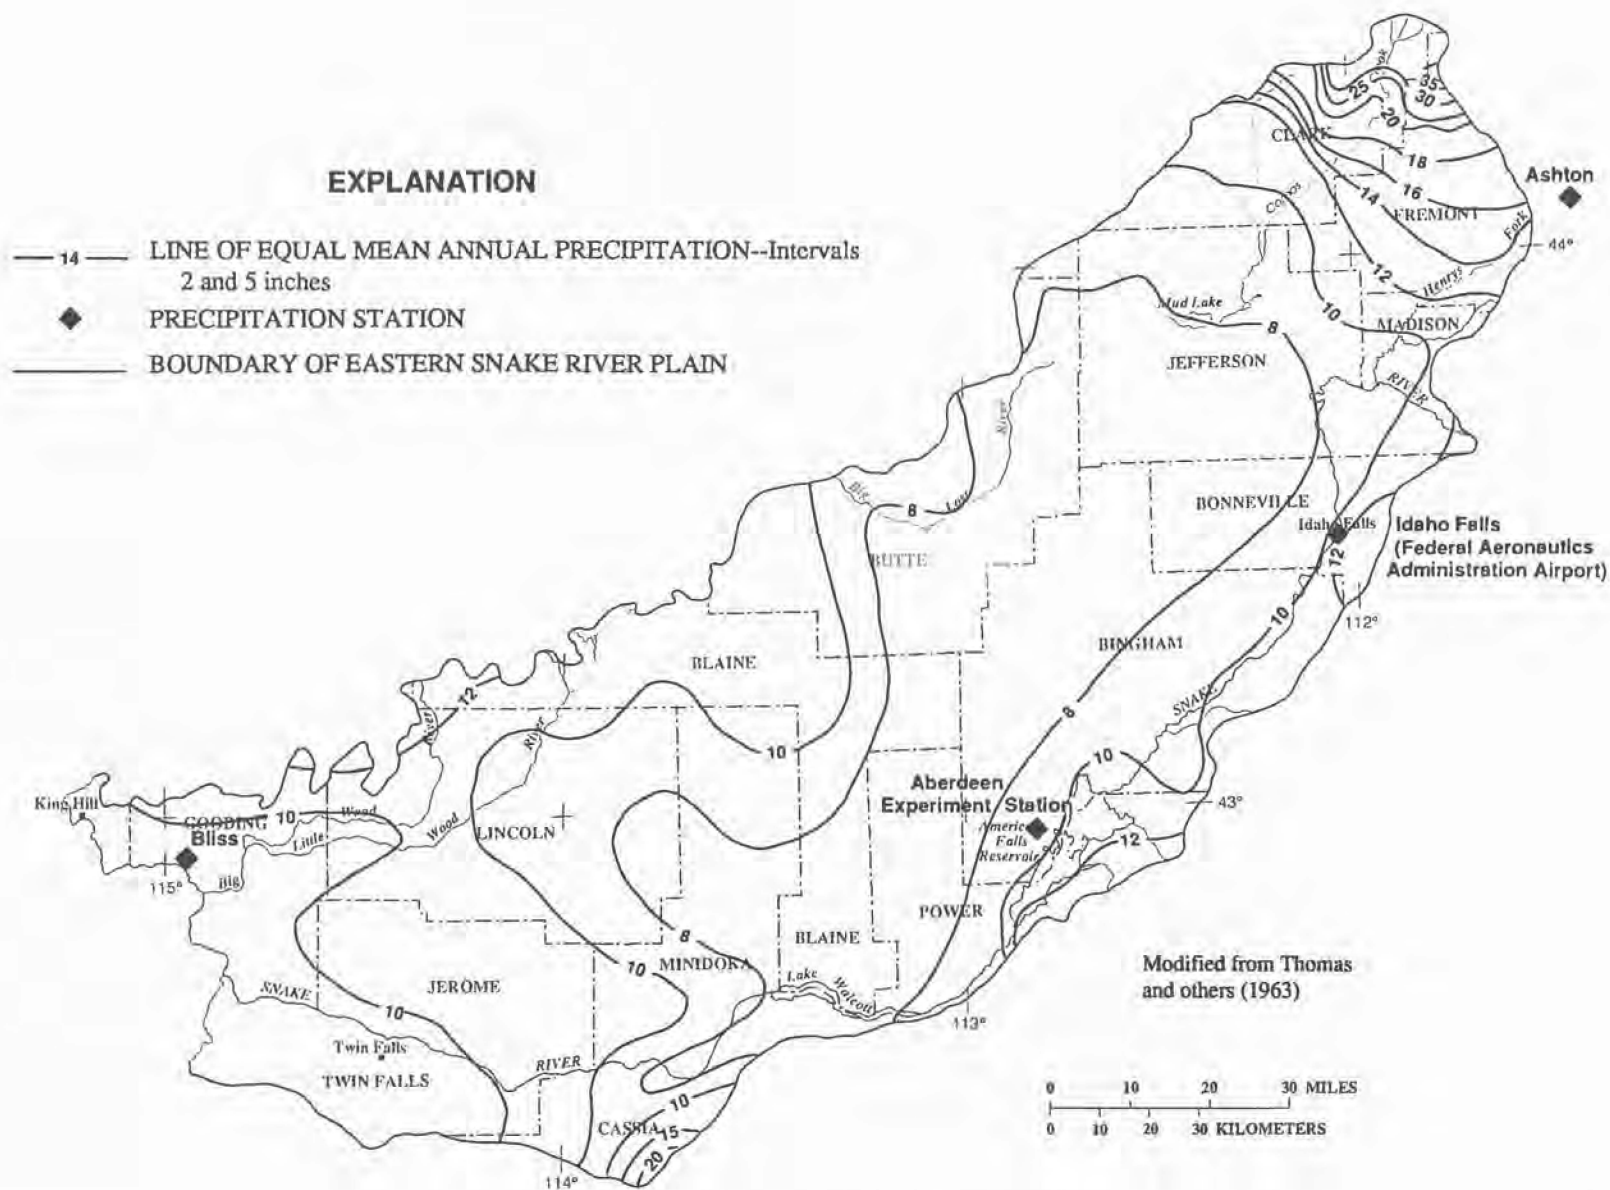 EXPLANATION
14
LINE OF EQUAL MEAN ANNUAL PRECIPITATION--Intervals
2 and 5 inches
PRECIPITATION STATION
BOUNDARY OF EASTERN SNAKE RIVER PLAIN
35
25
30
20
CLARK
18
Ashton
16
14
FREMONT
Camas
Fork
44°
12
Henrys
Mud Lake
10
8
MADISON
JEFFERSON
RIVER
River
Big
Lost
8
BONNEVILLE
Idaho Falls
Idaho Falls
(Federal Aeronautics
Administration Airport)
BUTTE
12
10
112°
BINGHAM
BLAINE
12
SNAKE
8
River
River
10
10
Aberdeen
Experiment Station
43°
King Hill
10
Wood
GOODING
Bliss
Little
Wood
LINCOLN
American
Falls
Reservoir
12
115°
Big
POWER
8
BLAINE
10
MINIDOKA
Lake
Walcott
Modified from Thomas
and others (1963)
JEROME
SNAKE
10
113°
Twin Falls
TWIN FALLS
RIVER
0 10 20 30 MILES
10
CASSIA
15
0 10 20 30 KILOMETERS
20
114°